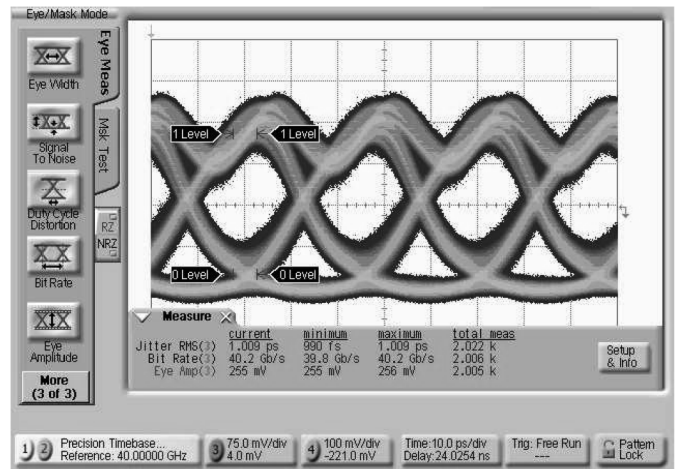 Eye/Mask Mode
Eye Meas
Msk Test
Eye Width
Signal
To Noise
Duty Cycle
Distortion
RZ
NRZ
Bit Rate
Eye
Amplitude
More
(3 of 3)
1 Level
1 Level
0 Level
0 Level
Measure
current minimum maximum total meas
Jitter RMS(3) 1.009 ps 990 fs 1.009 ps 2.022 k
Bit Rate(3) 40.2 Gb/s 39.8 Gb/s 40.2 Gb/s 2.006 k
Eye Amp(3) 255 mV 255 mV 256 mV 2.005 k
Setup
& Info
1 2 Precision Timebase...
Reference: 40.00000 GHz
3 75.0 mV/div
4.0 mV
4 100 mV/div
-221.0 mV
Time:10.0 ps/div
Delay:24.0254 ns
Trig: Free Run
---
Pattern
Lock